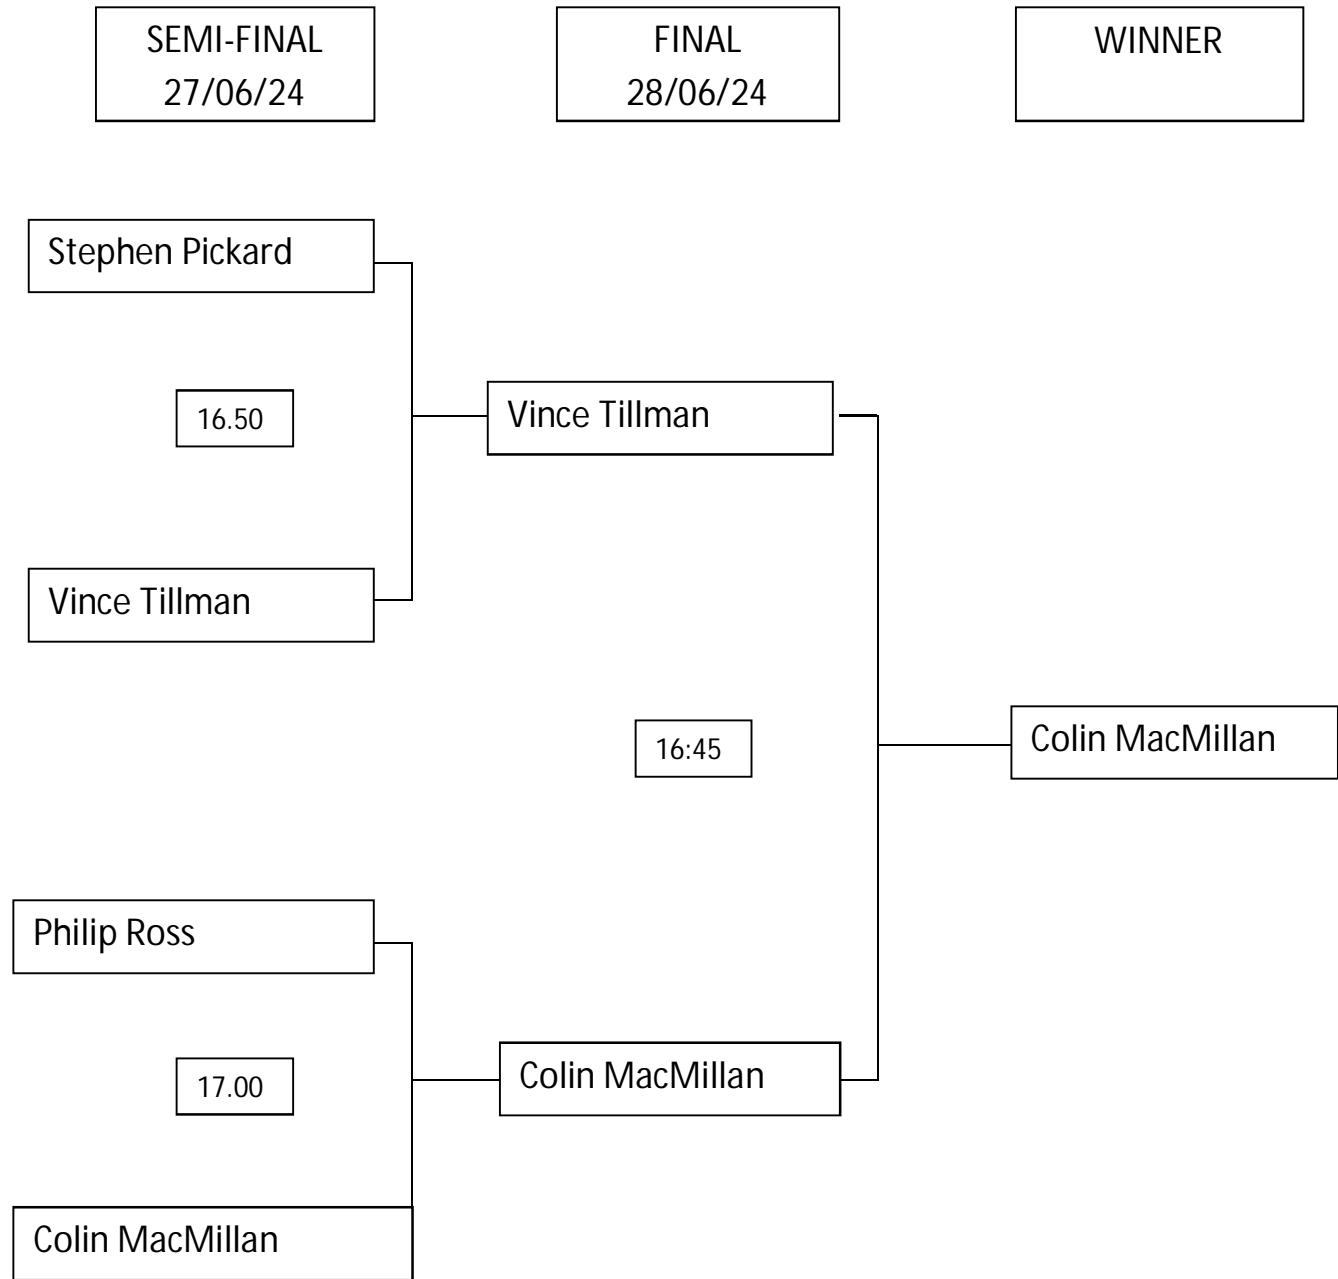 SEMI-FINAL
27/06/24
FINAL
28/06/24
WINNER
Stephen Pickard
16.50
Vince Tillman
Vince Tillman
16:45
Colin MacMillan
Philip Ross
17.00
Colin MacMillan
Colin MacMillan